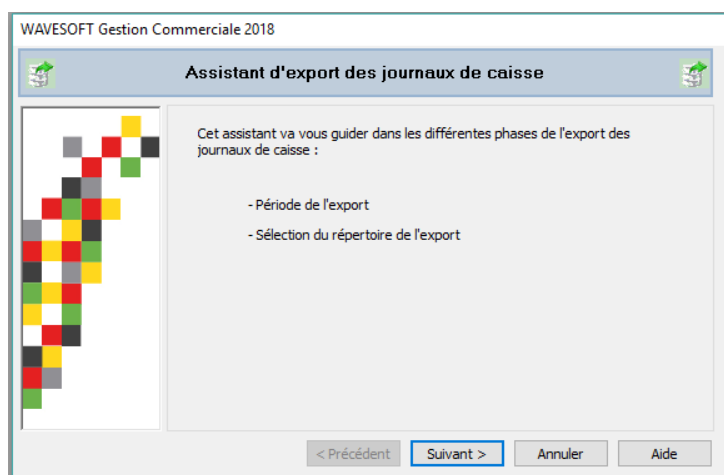 WAVESOFT Gestion Commerciale 2018
Assistant d'export des journaux de caisse
Cet assistant va vous guider dans les différentes phases de l'export des
journaux de caisse :
- Période de l'export
- Sélection du répertoire de l'export
< Précédent
Suivant >
Annuler
Aide